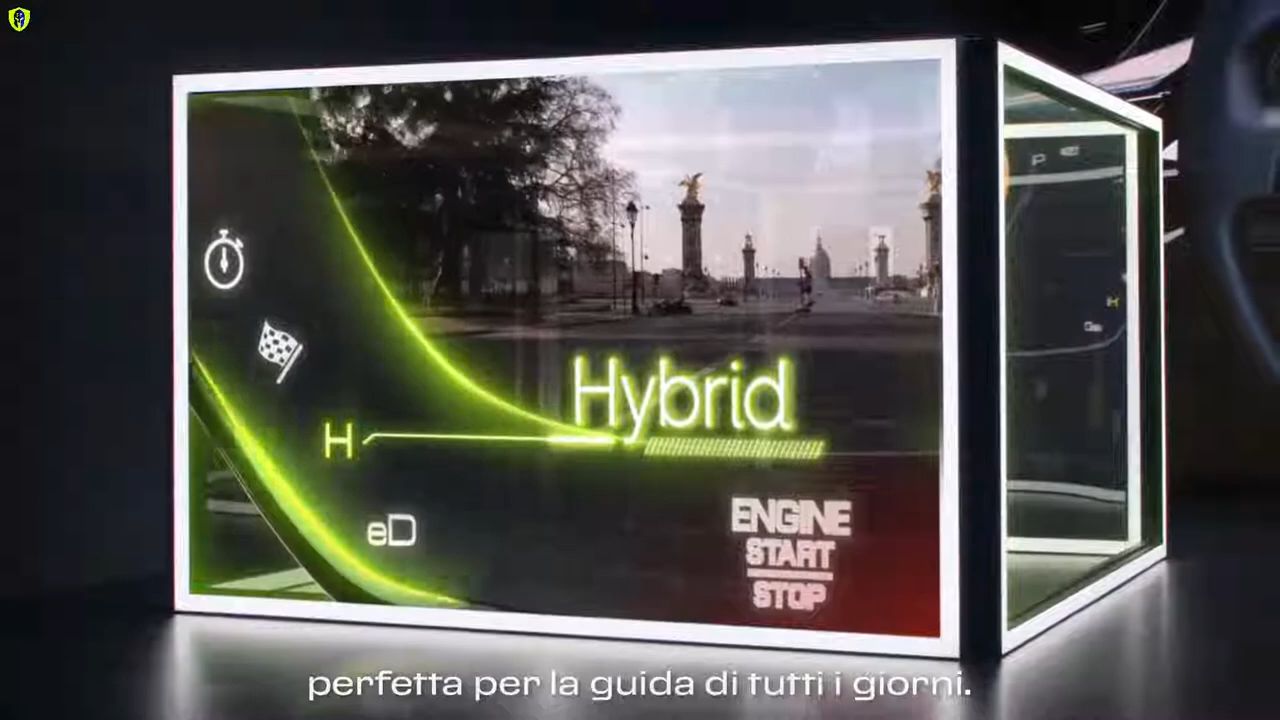 P
H
Hybrid
H
eD
ENGINE
START
STOP
perfetta per la guida di tutti i giorni.